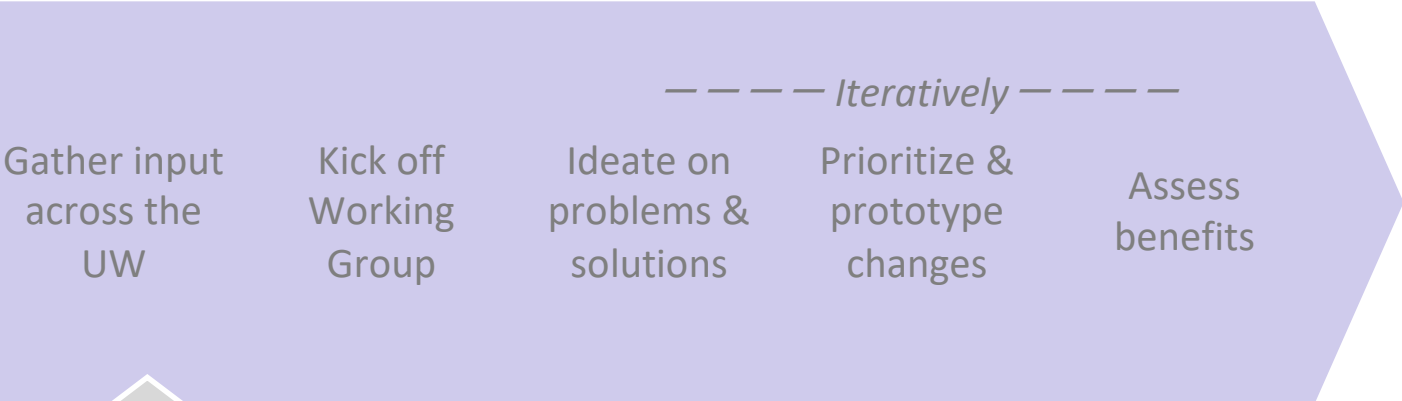 — — — — Iteratively — — — —
Gather input
across the
UW
Kick off
Working
Group
Ideate on
problems &
solutions
Prioritize &
prototype
changes
Assess
benefits